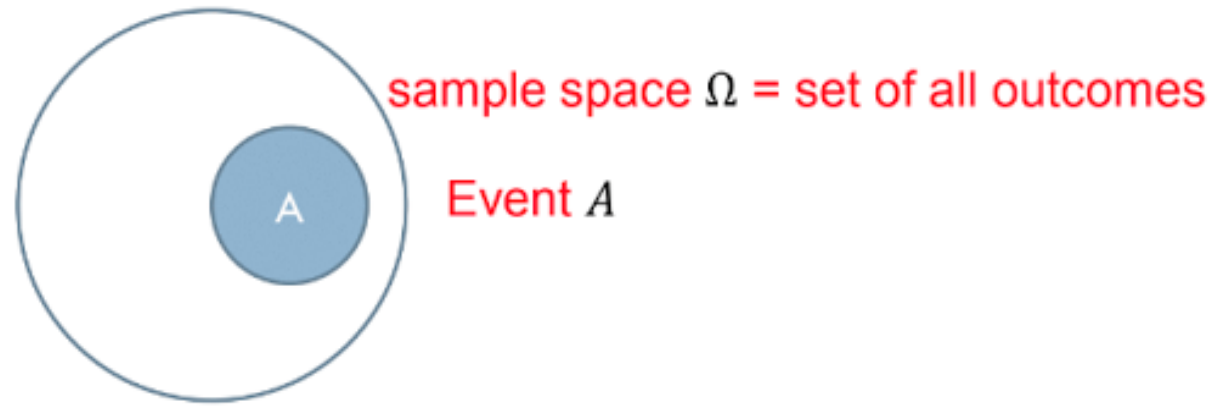 sample space Ω = set of all outcomes
A
Event A